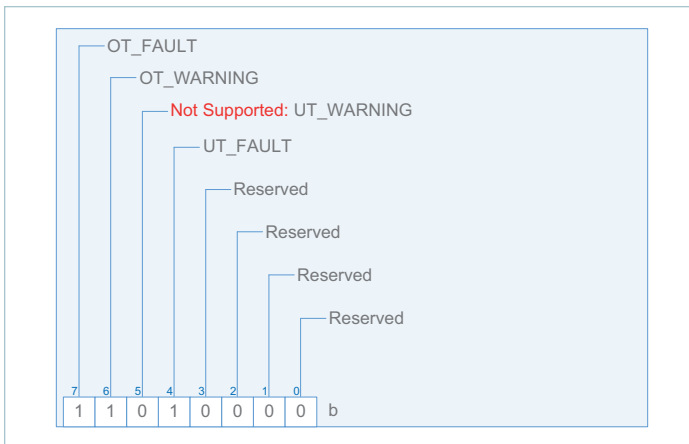 OT_FAULT
OT_WARNING
Not Supported: UT_WARNING
UT_FAULT
Reserved
Reserved
Reserved
Reserved
7 6 5 4 3 2 1 0
1 1 0 1 0 0 0 0 b